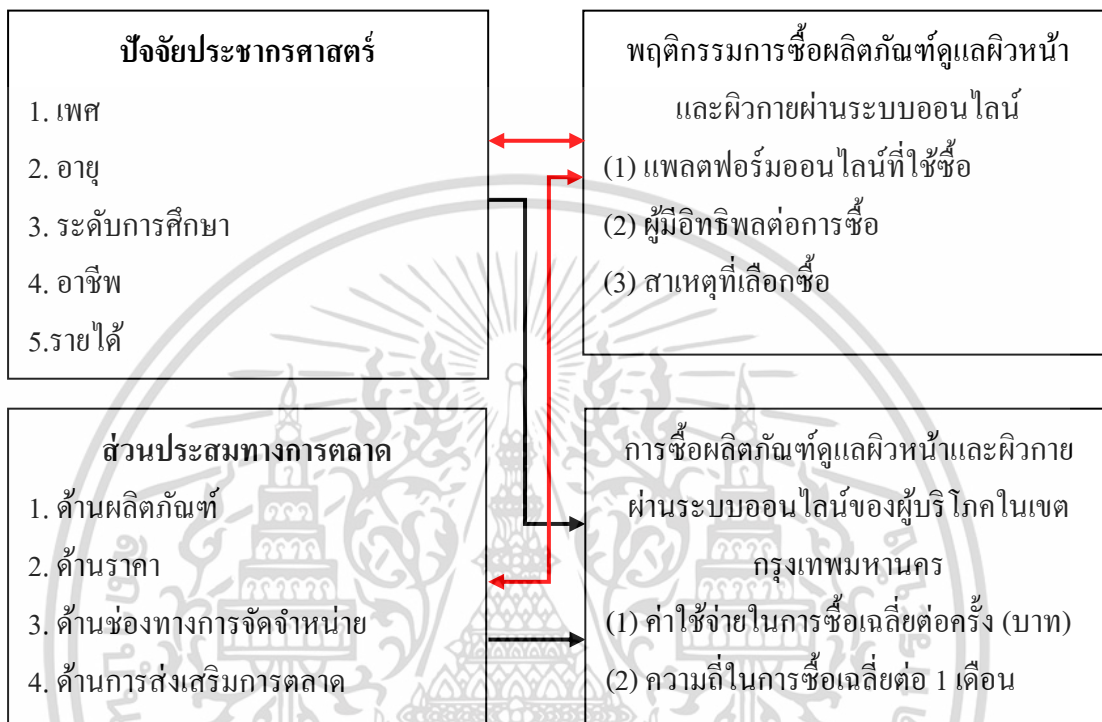 ปัจจัยประชากรศาสตร์
1. เพศ
2. อายุ
3. ระดับการศึกษา
4. อาชีพ
5.รายได้
พฤติกรรมการซื้อผลิตภัณฑ์ดูแลผิวหน้า
และผิวกายผ่านระบบออนไลน์
(1) แพลตฟอร์มออนไลน์ที่ใช้ซื้อ
(2) ผู้มีอิทธิพลต่อการซื้อ
(3) สาเหตุที่เลือกซื้อ
ส่วนประสมทางการตลาด
1. ด้านผลิตภัณฑ์
2. ด้านราคา
3. ด้านช่องทางการจัดจำหน่าย
4. ด้านการส่งเสริมการตลาด
การซื้อผลิตภัณฑ์ดูแลผิวหน้าและผิวกาย
ผ่านระบบออนไลน์ของผู้บริโภคในเขต
กรุงเทพมหานคร
(1) ค่าใช้จ่ายในการซื้อเฉลี่ยต่อครั้ง (บาท)
(2) ความถี่ในการซื้อเฉลี่ยต่อ 1 เดือน